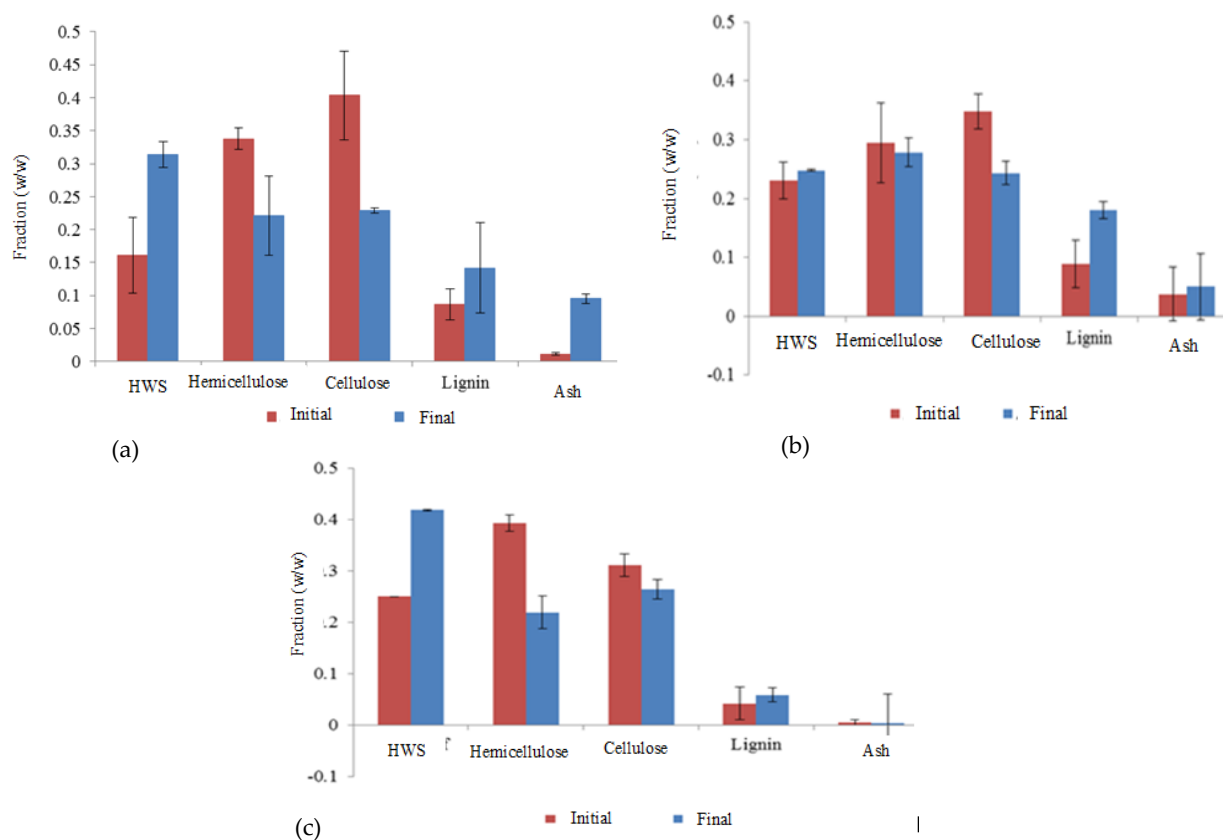 Fraction (w/w)
0.5
0.45
0.4
0.35
0.3
0.25
0.2
0.15
0.1
0.05
0
HWS Hemicellulose Cellulose Lignin Ash
Initial Final
(a)
Fraction (w/w)
0.5
0.4
0.3
0.2
0.1
0
-0.1
HWS Hemicellulose Cellulose Lignin Ash
Initial Final
(b)
Fraction (w/w)
0.5
0.4
0.3
0.2
0.1
0
-0.1
HWS Hemicellulose Cellulose Lignin Ash
Initial Final
(c)